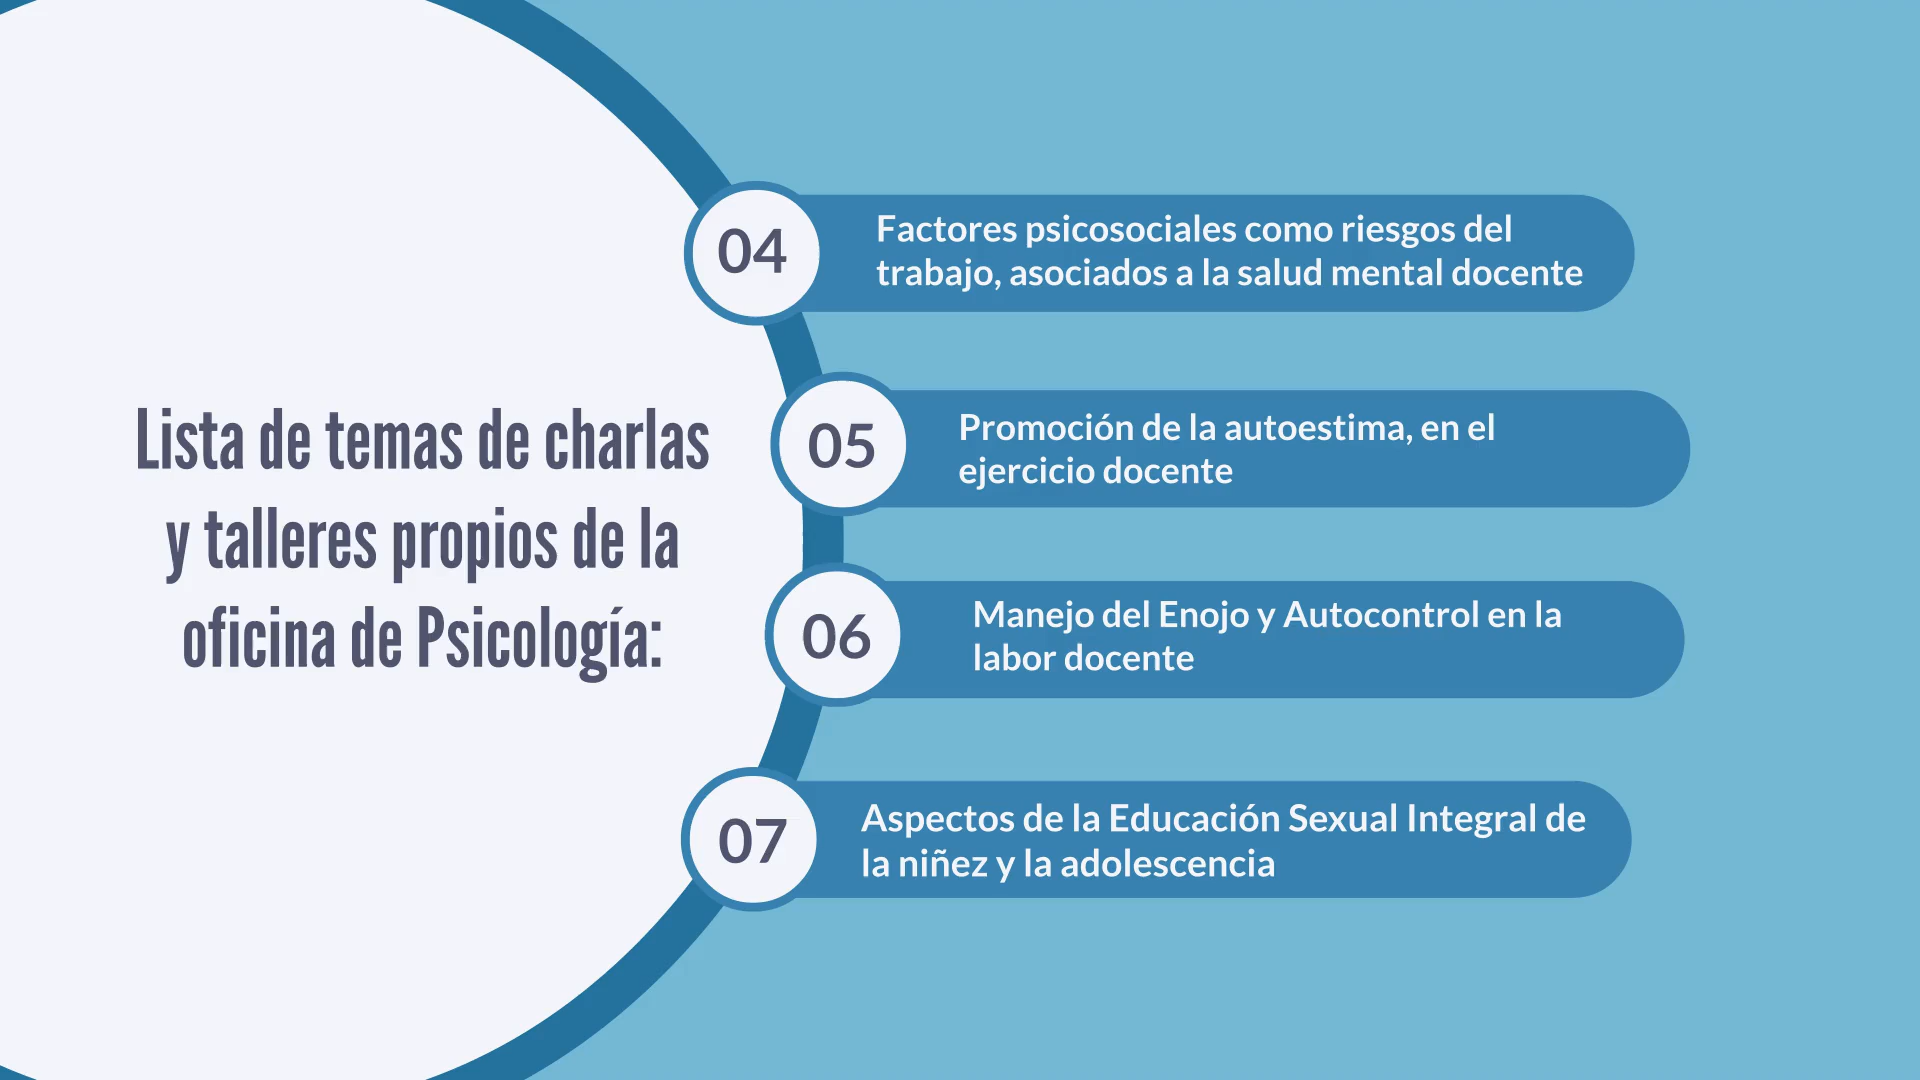 Lista de temas de charlas
y talleres propios de la
oficina de Psicología:
04
Factores psicosociales como riesgos del
trabajo, asociados a la salud mental docente
05
Promoción de la autoestima, en el
ejercicio docente
06
Manejo del Enojo y Autocontrol en la
labor docente
07
Aspectos de la Educación Sexual Integral de
la niñez y la adolescencia